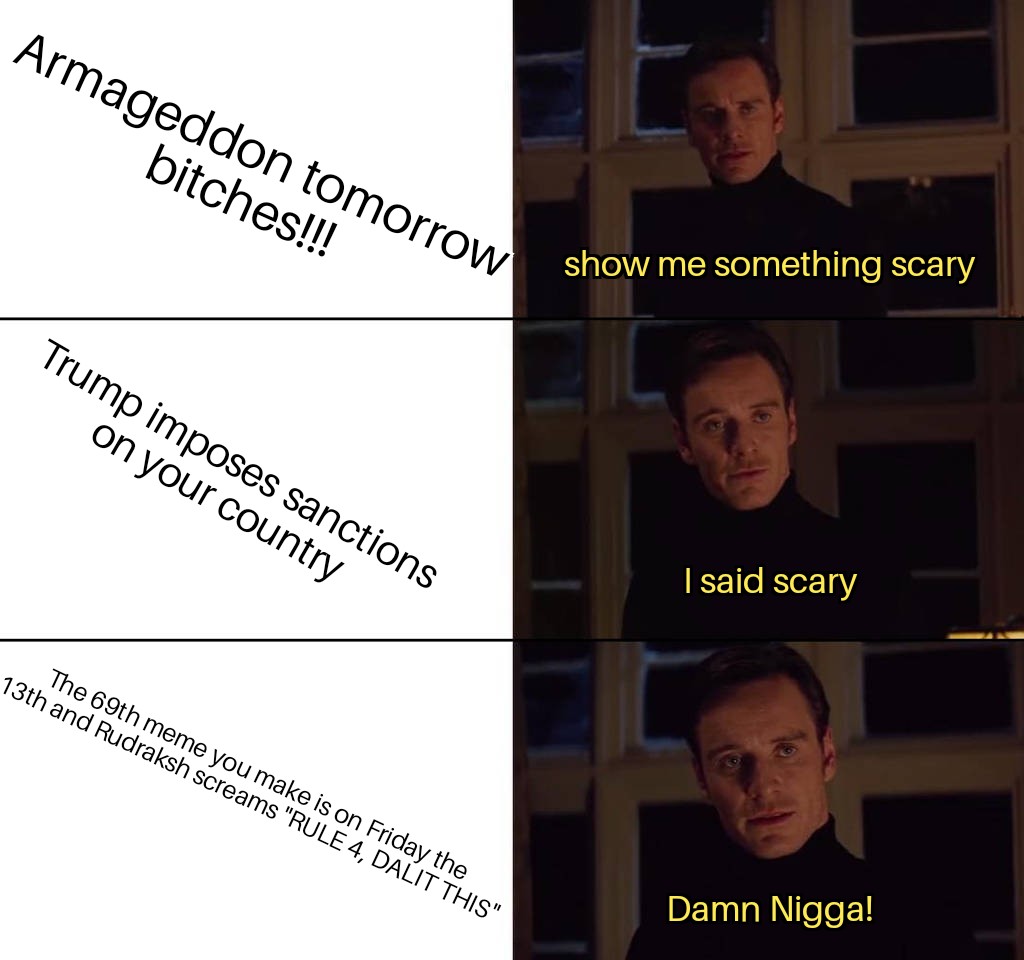 Armageddon tomorrow
bitches!!!
show me something scary
Trump imposes sanctions
on your country
I said scary
The 69th meme you make is on Friday the
13th and Rudraksh screams "RULE 4, DALIT THIS"
Damn Nigga!